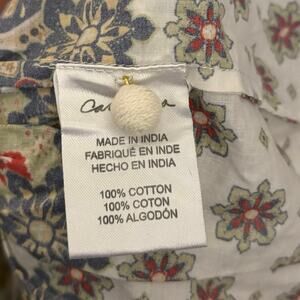 MADE IN INDIA
FABRIQUÉ EN INDE
HECHO EN INDIA
100% COTTON
100% COTON
100% ALGODÓN